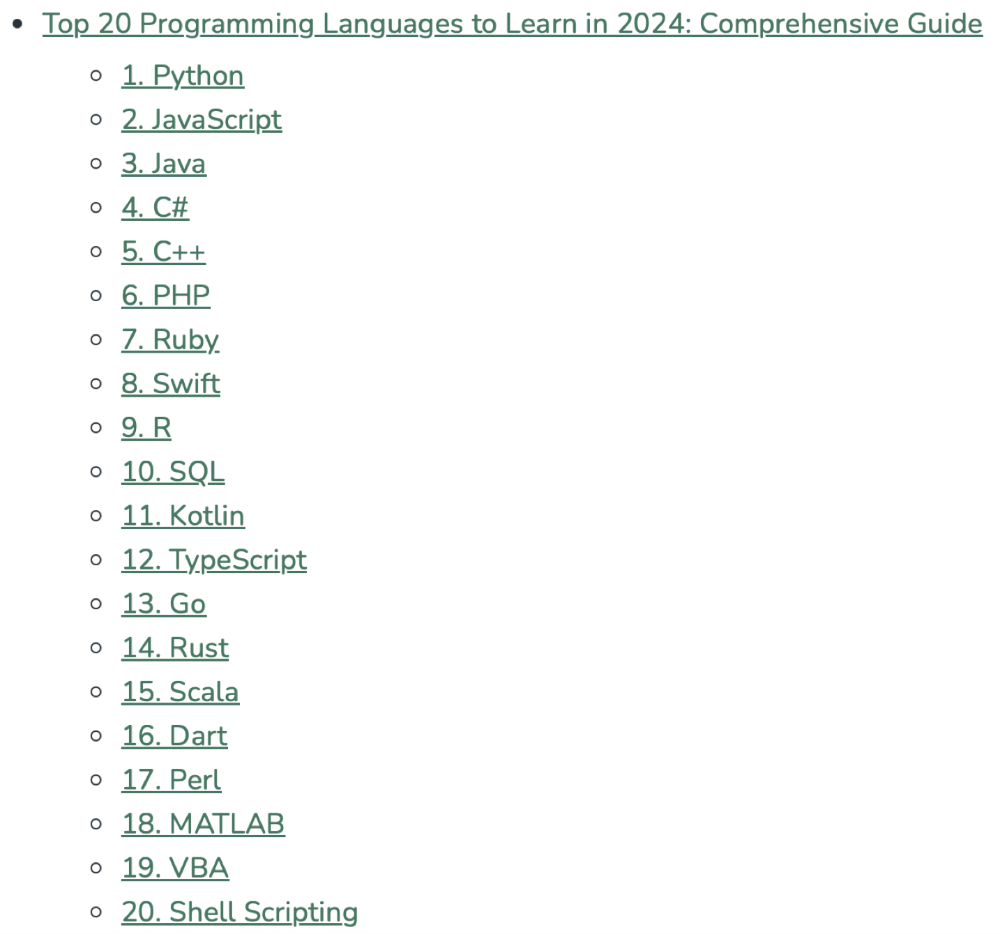 Top 20 Programming Languages to Learn in 2024: Comprehensive Guide
1. Python
2. JavaScript
3. Java
4. C#
5. C++
6. PHP
7. Ruby
8. Swift
9. R
10. SQL
11. Kotlin
12. TypeScript
13. Go
14. Rust
15. Scala
16. Dart
17. Perl
18. MATLAB
19. VBA
20. Shell Scripting